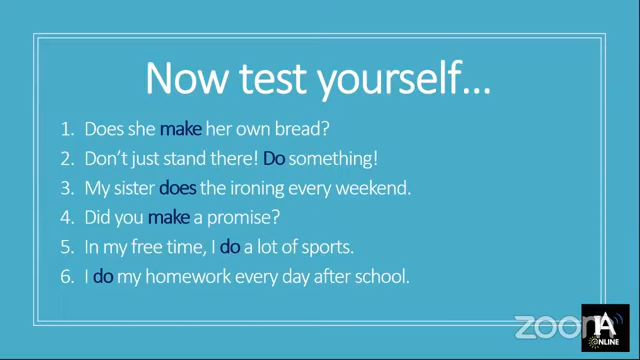 Now test yourself...
1. Does she make her own bread?
2. Don't just stand there! Do something!
3. My sister does the ironing every weekend.
4. Did you make a promise?
5. In my free time, I do a lot of sports.
6. I do my homework every day after school.
zoom
IA
ONLINE